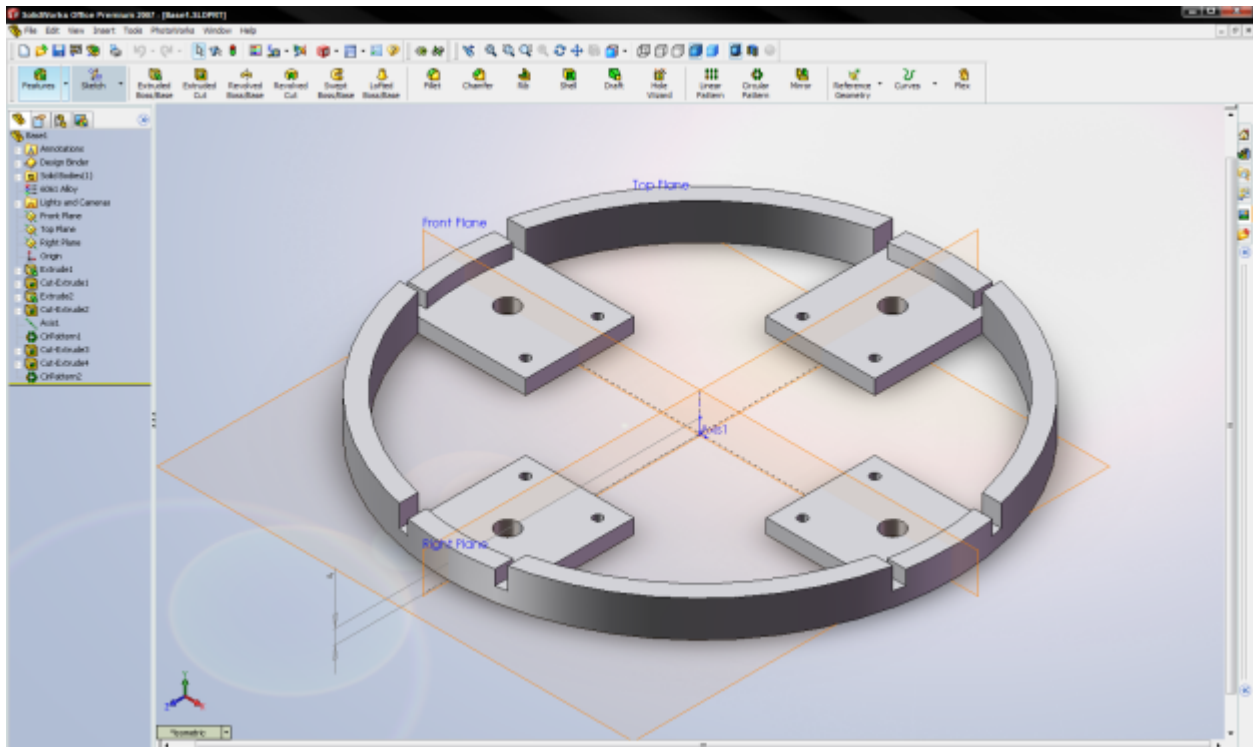 SolidWorks Office Premium 2007 - [Base1.SLDPRT]
File Edit View Insert Tools PhotoWorks Window Help
Features Sketch Extruded Boss/Base Extruded Cut Revolved Boss/Base Revolved Cut Swept Boss/Base Lofted Boss/Base Fillet Chamfer Rib Shell Draft Hole Wizard Linear Pattern Circular Pattern Mirror Reference Geometry Curves Flex
Base1
Annotations
Design Binder
Solid Bodies(1)
6061 Alloy
Lights and Cameras
Front Plane
Top Plane
Right Plane
Origin
Extrude1
Cut-Extrude1
Extrude2
Cut-Extrude2
Axis1
CirPattern1
Cut-Extrude3
Cut-Extrude4
CirPattern2
Top Plane
Front Plane
Axis1
Right Plane
Y
Z
X
*Isometric